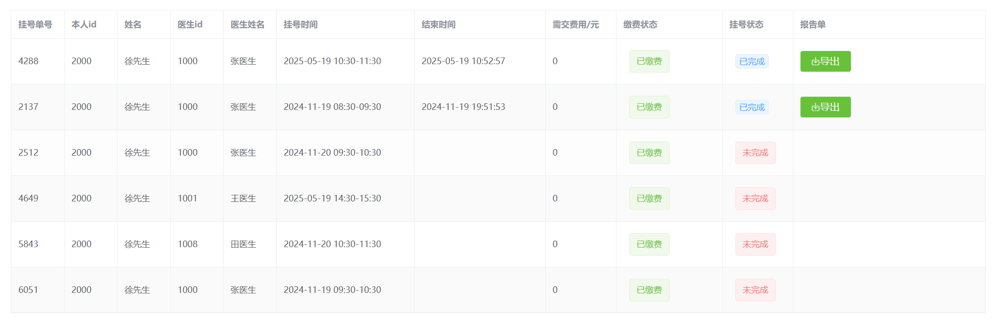 挂号单号 本人id 姓名 医生id 医生姓名 挂号时间 结束时间 需交费用/元 缴费状态 挂号状态 报告单
4288 2000 徐先生 1000 张医生 2025-05-19 10:30-11:30 2025-05-19 10:52:57 0 已缴费 已完成 导出
2137 2000 徐先生 1000 张医生 2024-11-19 08:30-09:30 2024-11-19 19:51:53 0 已缴费 已完成 导出
2512 2000 徐先生 1000 张医生 2024-11-20 09:30-10:30 0 已缴费 未完成
4649 2000 徐先生 1001 王医生 2025-05-19 14:30-15:30 0 已缴费 未完成
5843 2000 徐先生 1008 田医生 2024-11-20 10:30-11:30 0 已缴费 未完成
6051 2000 徐先生 1000 张医生 2024-11-19 09:30-10:30 0 已缴费 未完成